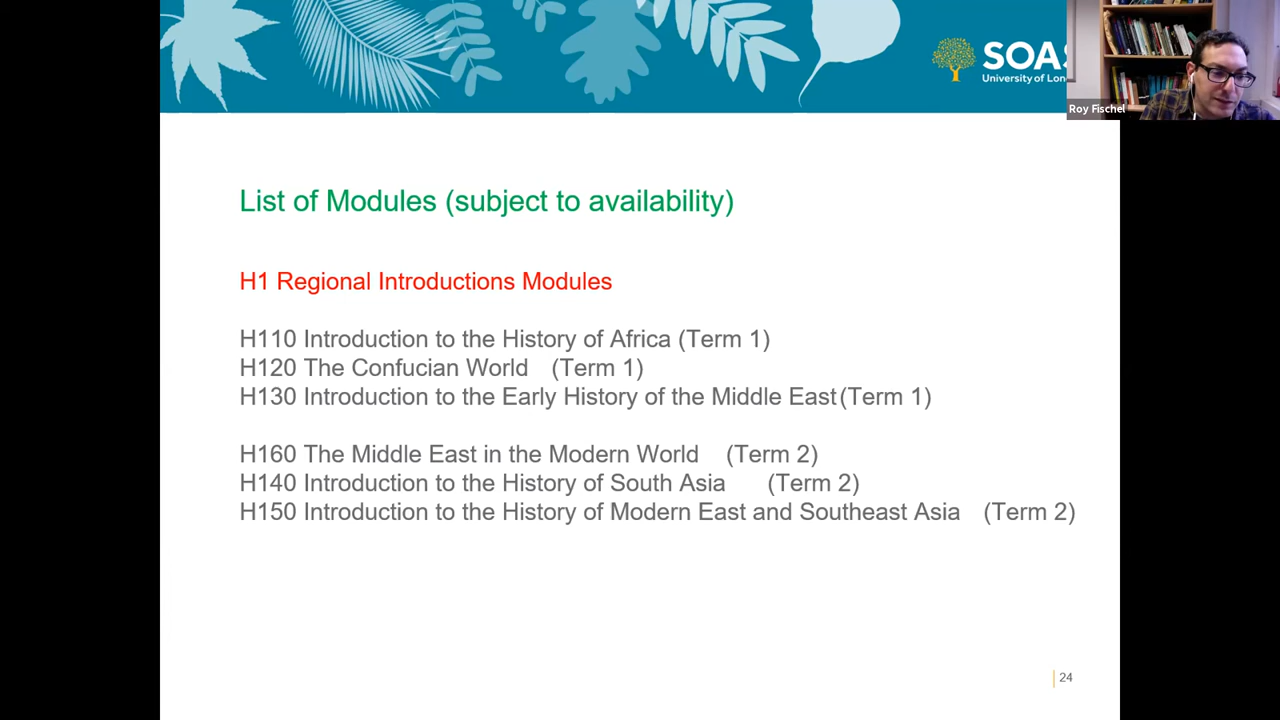 SOAS
University of Lon
Roy Fischel
List of Modules (subject to availability)
H1 Regional Introductions Modules
H110 Introduction to the History of Africa (Term 1)
H120 The Confucian World (Term 1)
H130 Introduction to the Early History of the Middle East (Term 1)
H160 The Middle East in the Modern World (Term 2)
H140 Introduction to the History of South Asia (Term 2)
H150 Introduction to the History of Modern East and Southeast Asia (Term 2)
24